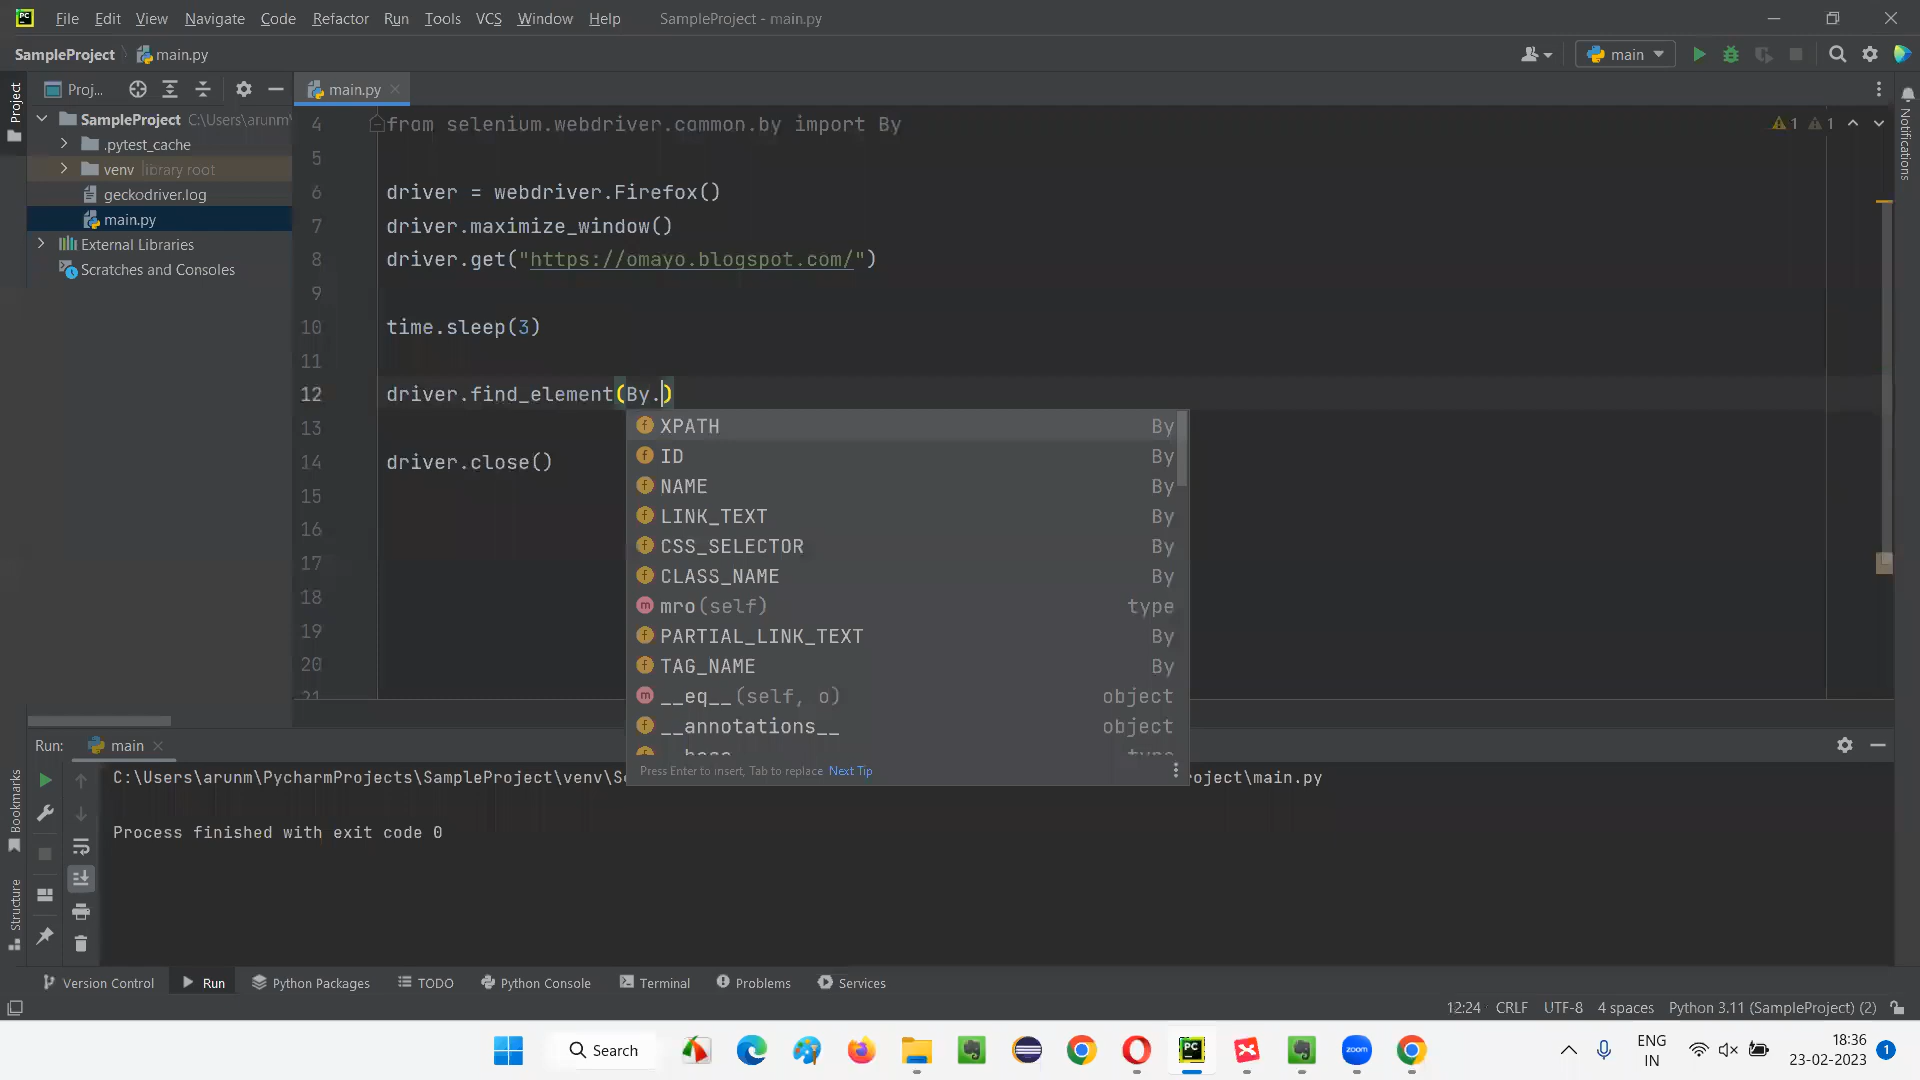 File Edit View Navigate Code Refactor Run Tools VCS Window Help SampleProject - main.py
SampleProject main.py main
Project
Proj... main.py
SampleProject C:\Users\arunm\
.pytest_cache
venv library root
geckodriver.log
main.py
External Libraries
Scratches and Consoles
4 from selenium.webdriver.common.by import By 1 1
5
6 driver = webdriver.Firefox()
7 driver.maximize_window()
8 driver.get("https://omayo.blogspot.com/")
9
10 time.sleep(3)
11
12 driver.find_element(By.)
13
14 driver.close()
15
16
17
18
19
20
21
XPATH By
ID By
NAME By
LINK_TEXT By
CSS_SELECTOR By
CLASS_NAME By
mro(self) type
PARTIAL_LINK_TEXT By
TAG_NAME By
__eq__(self, o) object
__annotations__ object
Press Enter to insert, Tab to replace Next Tip
Notifications
Run: main
C:\Users\arunm\PycharmProjects\SampleProject\venv\S
roject\main.py
Process finished with exit code 0
Bookmarks
Structure
Version Control Run Python Packages TODO Python Console Terminal Problems Services
12:24 CRLF UTF-8 4 spaces Python 3.11 (SampleProject) (2)
Search
zoom
PC
ENG
IN
18:36
23-02-2023
1